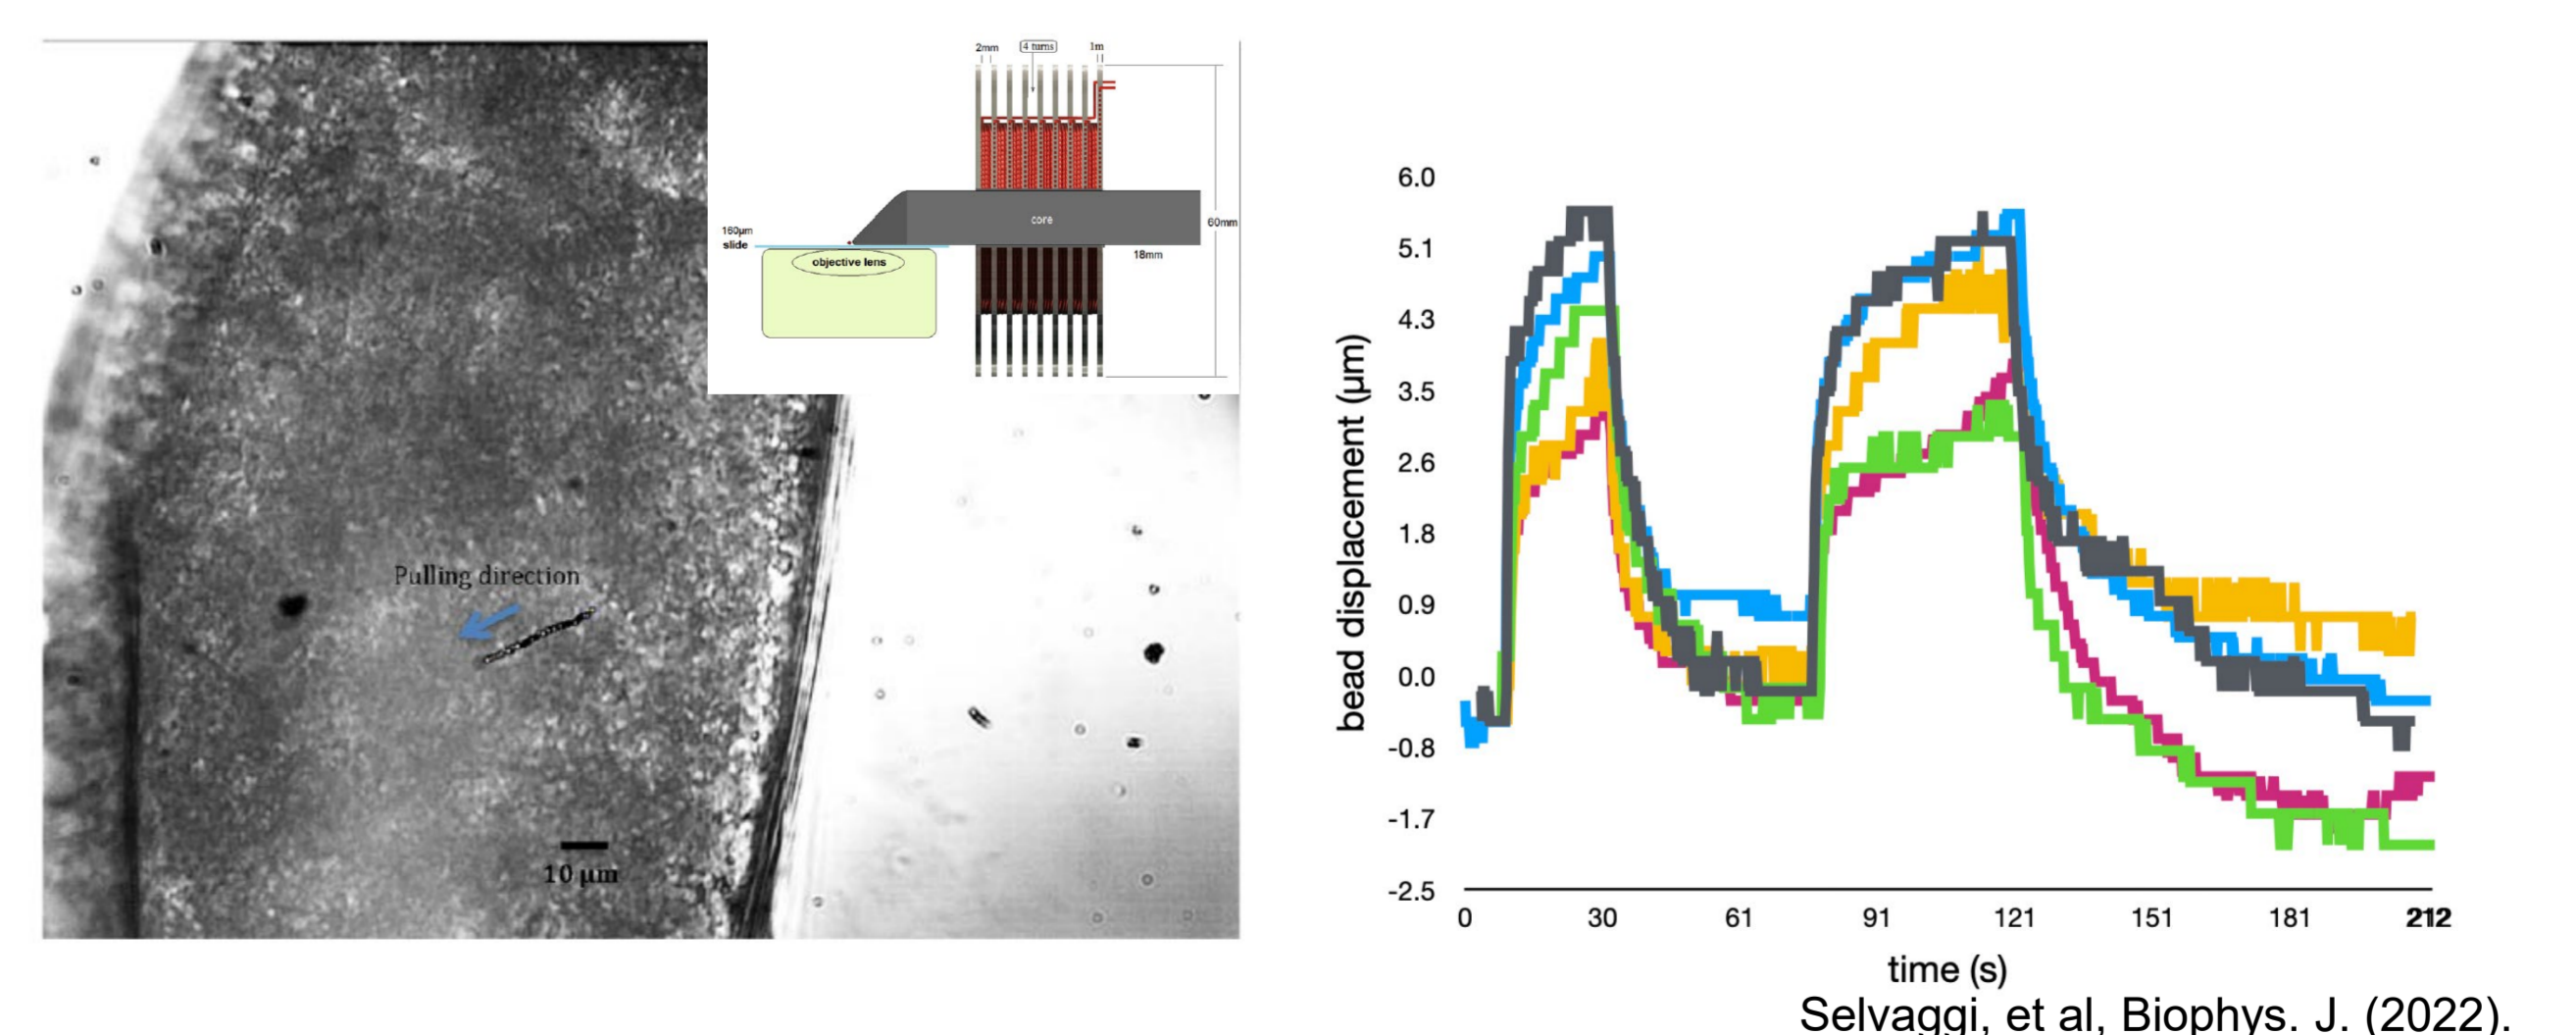 2mm
4 turns
1m
core
160µm
slide
objective lens
60mm
18mm
Pulling direction
10 µm
bead displacement (µm)
6.0
5.1
4.3
3.5
2.6
1.8
0.9
0.0
-0.8
-1.7
-2.5
0 30 61 91 121 151 181 212
time (s)
Selvaggi, et al, Biophys. J. (2022).